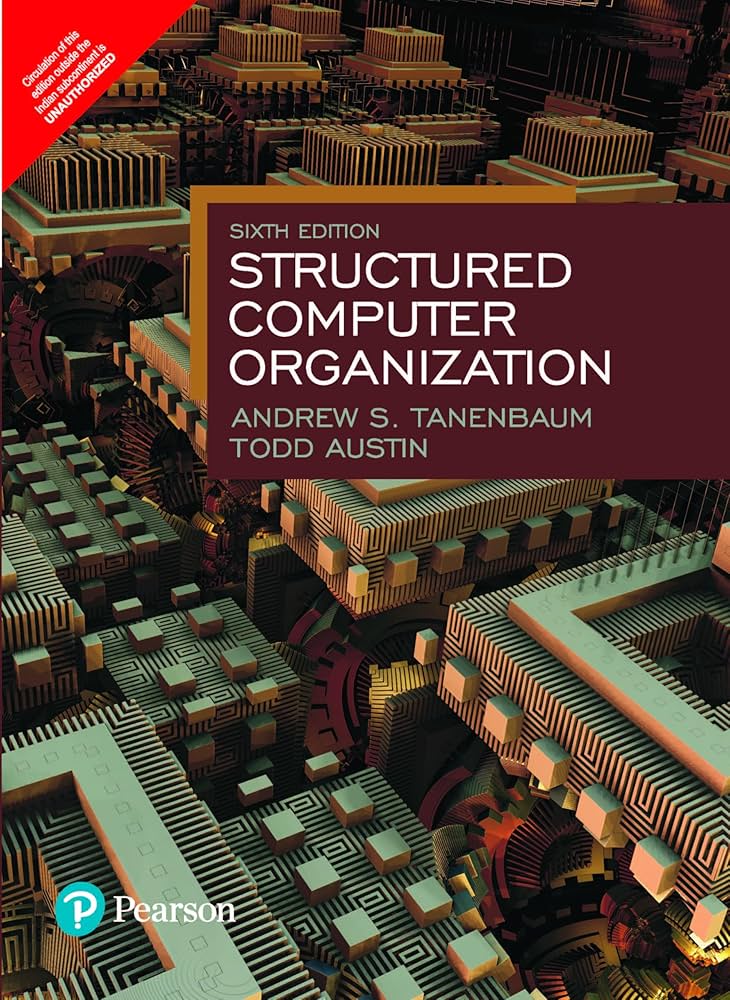 Circulation of this
edition outside the
Indian subcontinent is
UNAUTHORIZED
SIXTH EDITION
STRUCTURED
COMPUTER
ORGANIZATION
ANDREW S. TANENBAUM
TODD AUSTIN
Pearson